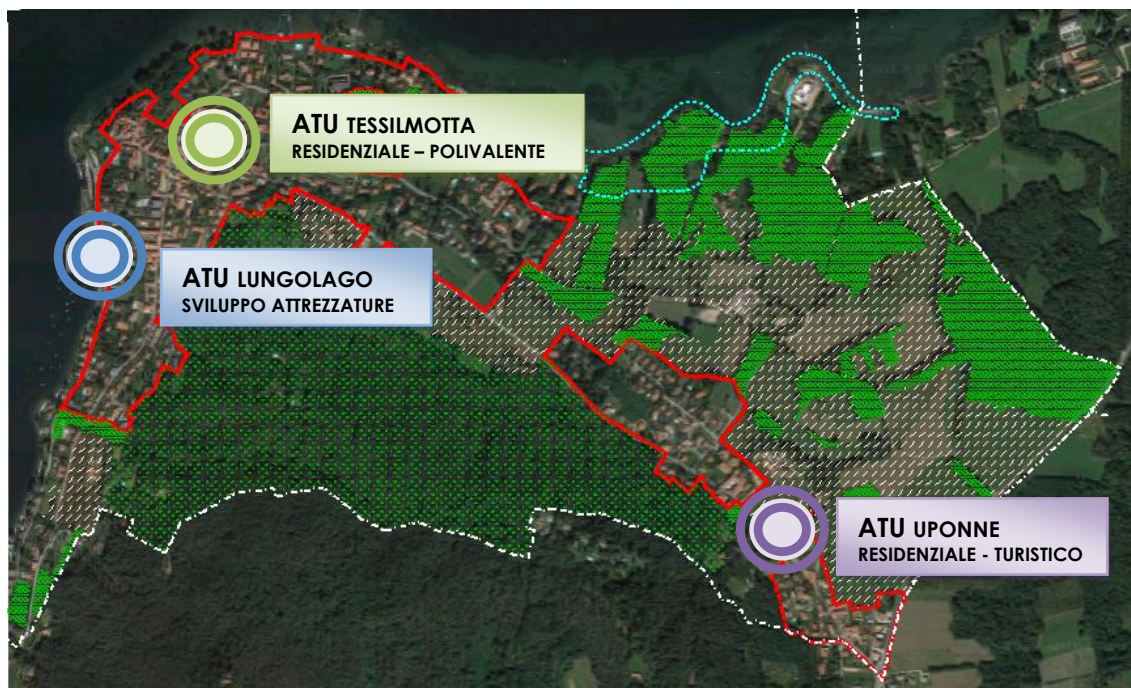 ATU TESSILMOTTA
RESIDENZIALE – POLIVALENTE
ATU LUNGOLAGO
SVILUPPO ATTREZZATURE
ATU UPONNE
RESIDENZIALE - TURISTICO